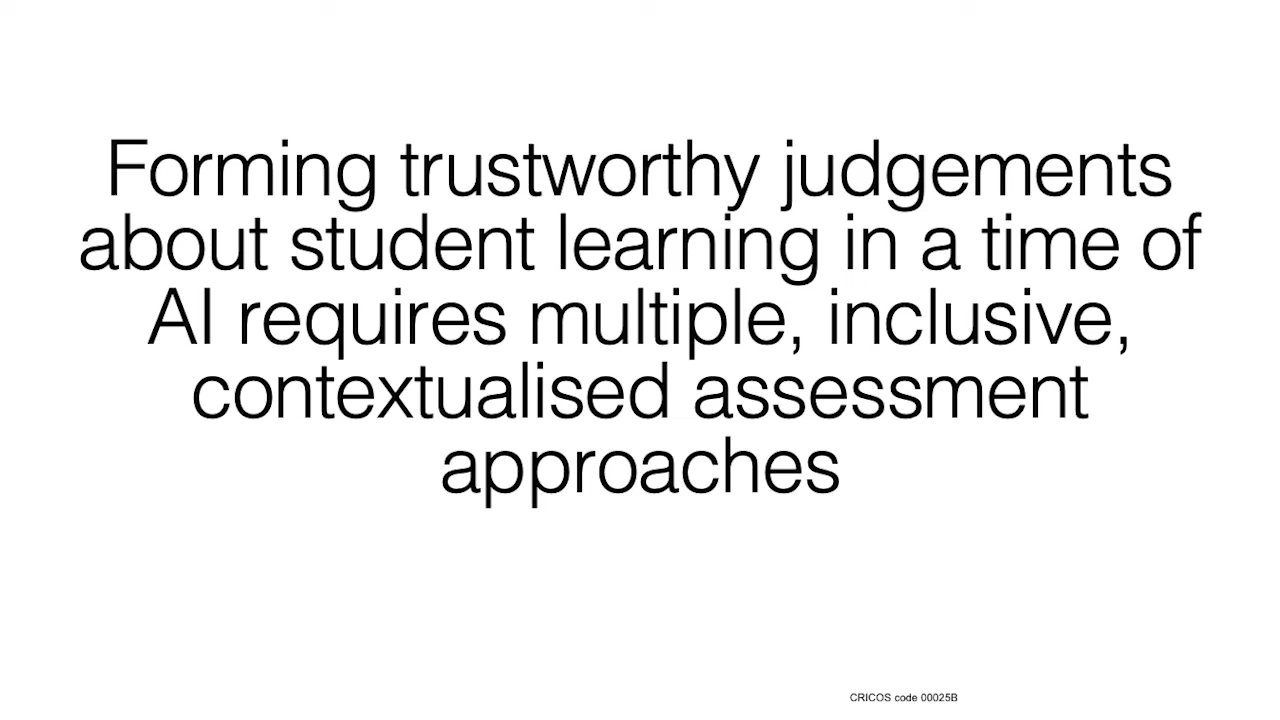 Forming trustworthy judgements
about student learning in a time of
AI requires multiple, inclusive,
contextualised assessment
approaches
CRICOS code 00025B